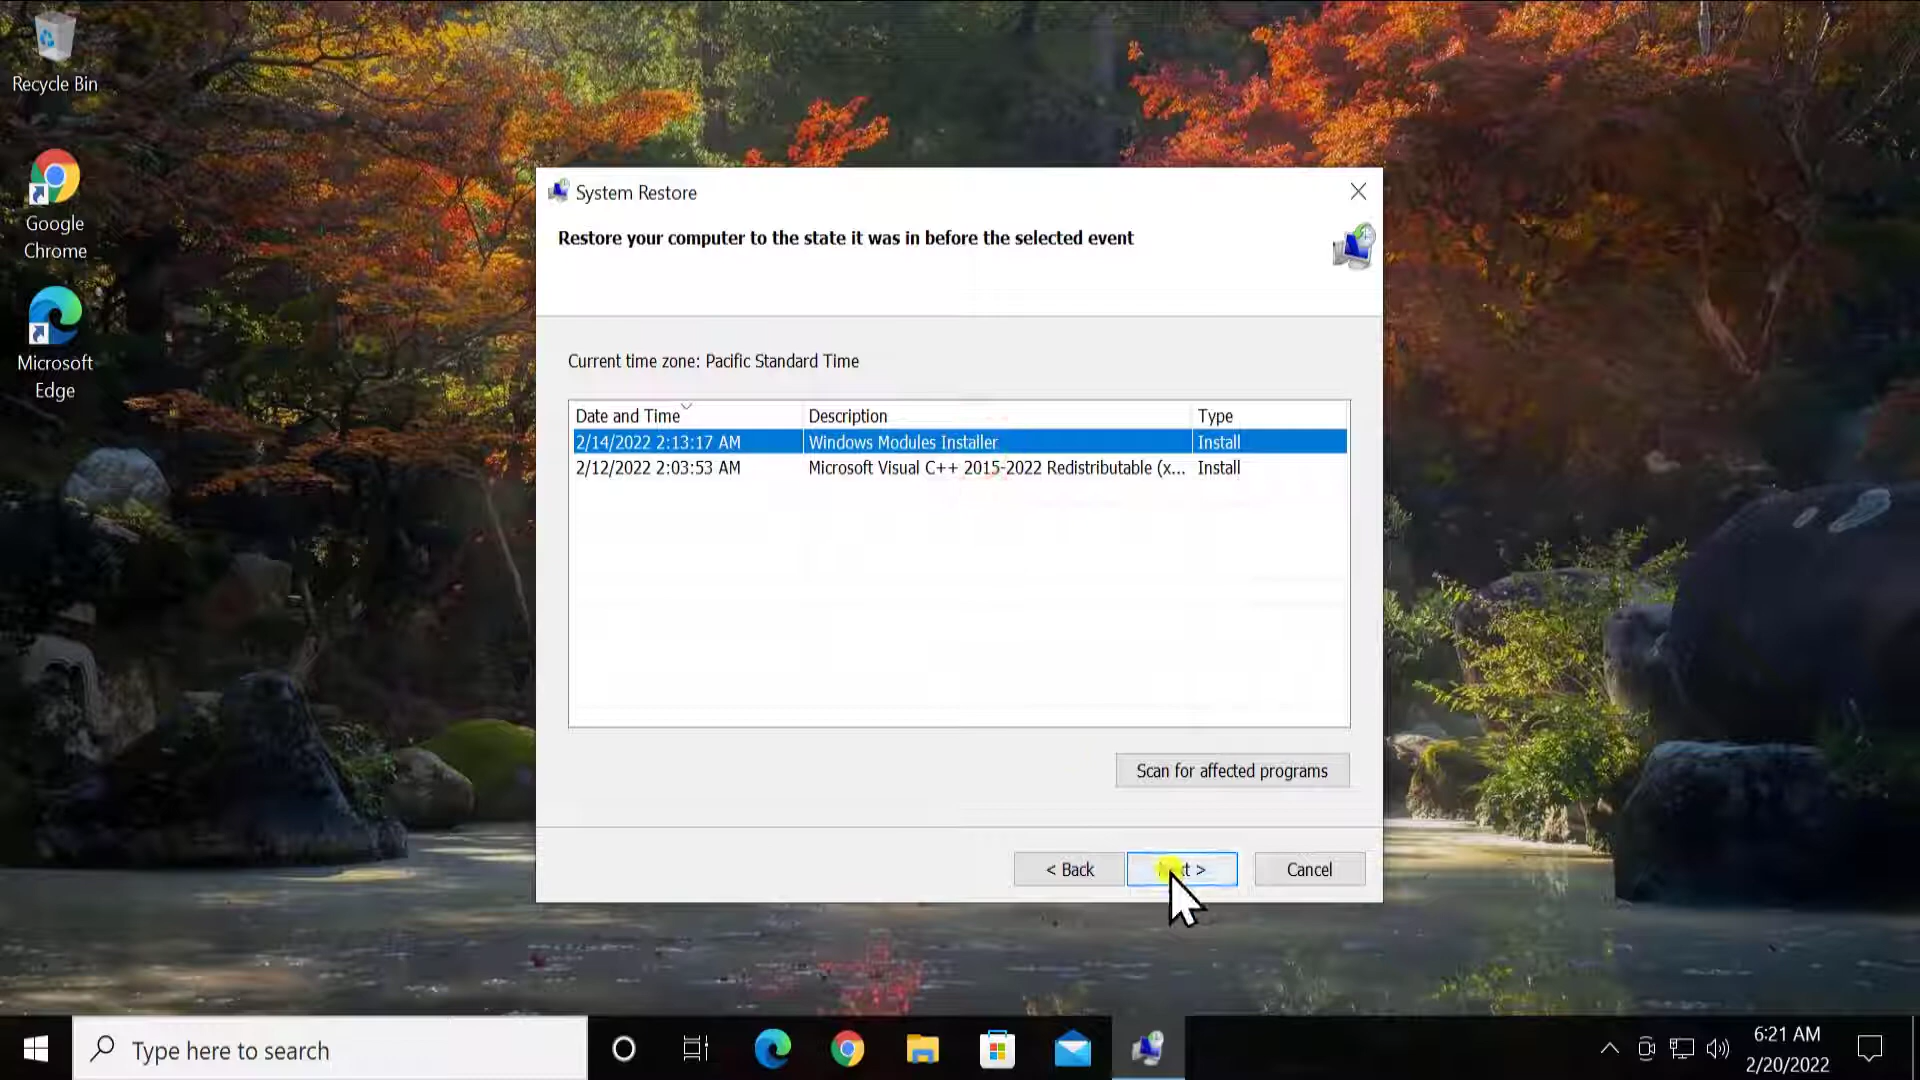 Recycle Bin
Google
Chrome
Microsoft
Edge
System Restore
Restore your computer to the state it was in before the selected event
Current time zone: Pacific Standard Time
Date and Time Description Type
2/14/2022 2:13:17 AM Windows Modules Installer Install
2/12/2022 2:03:53 AM Microsoft Visual C++ 2015-2022 Redistributable (x... Install
Scan for affected programs
< Back
>
Cancel
Type here to search
6:21 AM
2/20/2022